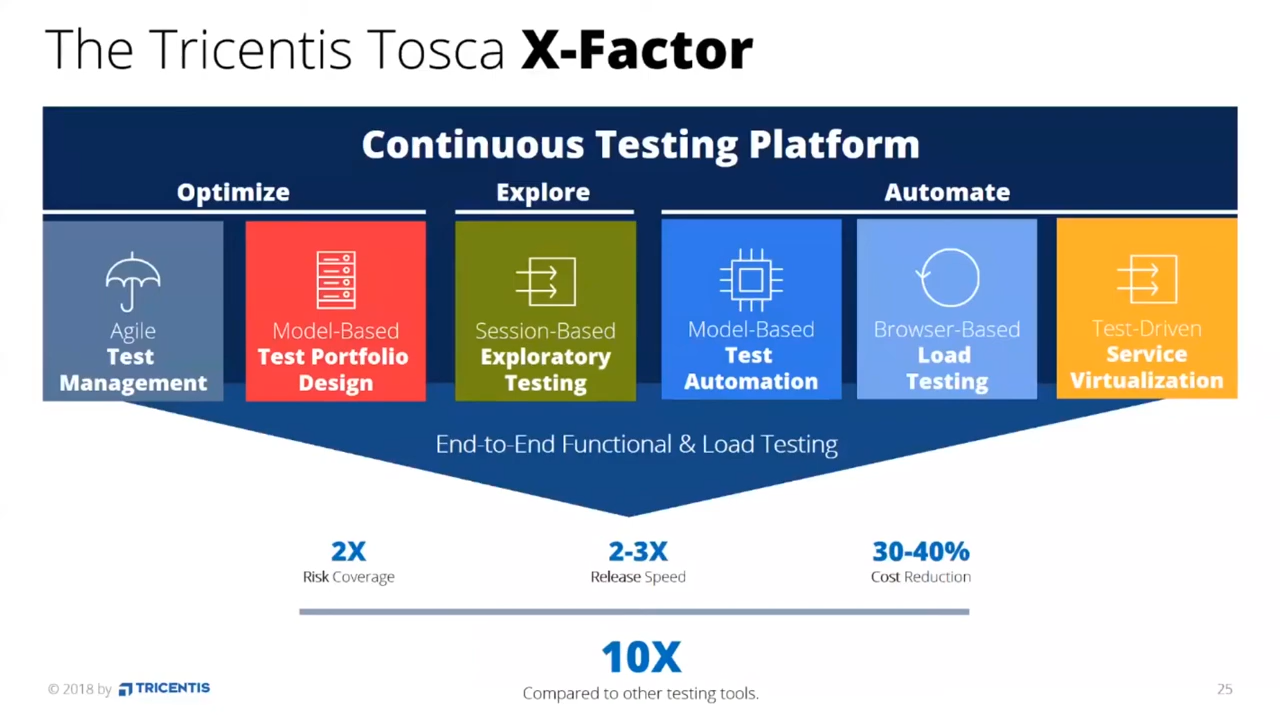 The Tricentis Tosca X-Factor
Continuous Testing Platform
Optimize
Explore
Automate
Agile
Test
Management
Model-Based
Test Portfolio
Design
Session-Based
Exploratory
Testing
Model-Based
Test
Automation
Browser-Based
Load
Testing
Test-Driven
Service
Virtualization
End-to-End Functional & Load Testing
2X
Risk Coverage
2-3X
Release Speed
30-40%
Cost Reduction
10X
Compared to other testing tools.
© 2018 by TRICENTIS
25